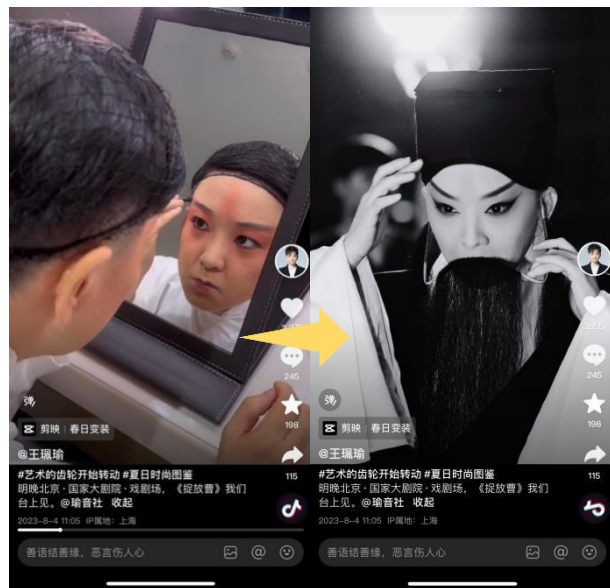 弹
剪映 | 春日变装
@王珮瑜
#艺术的齿轮开始转动 #夏日时尚图鉴
明晚北京·国家大剧院·戏剧场，《捉放曹》我们
台上见。@瑜音社 收起
2023-8-4 11:05 IP属地：上海
善语结善缘，恶言伤人心
245
198
115
弹
剪映 | 春日变装
@王珮瑜
#艺术的齿轮开始转动 #夏日时尚图鉴
明晚北京·国家大剧院·戏剧场，《捉放曹》我们
台上见。@瑜音社 收起
2023-8-4 11:05 IP属地：上海
善语结善缘，恶言伤人心
245
198
115